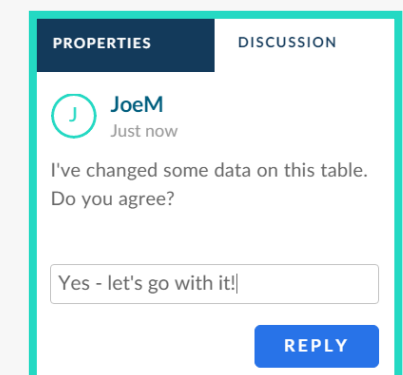 PROPERTIES DISCUSSION
J JoeM
Just now
I've changed some data on this table.
Do you agree?
Yes - let's go with it!
REPLY